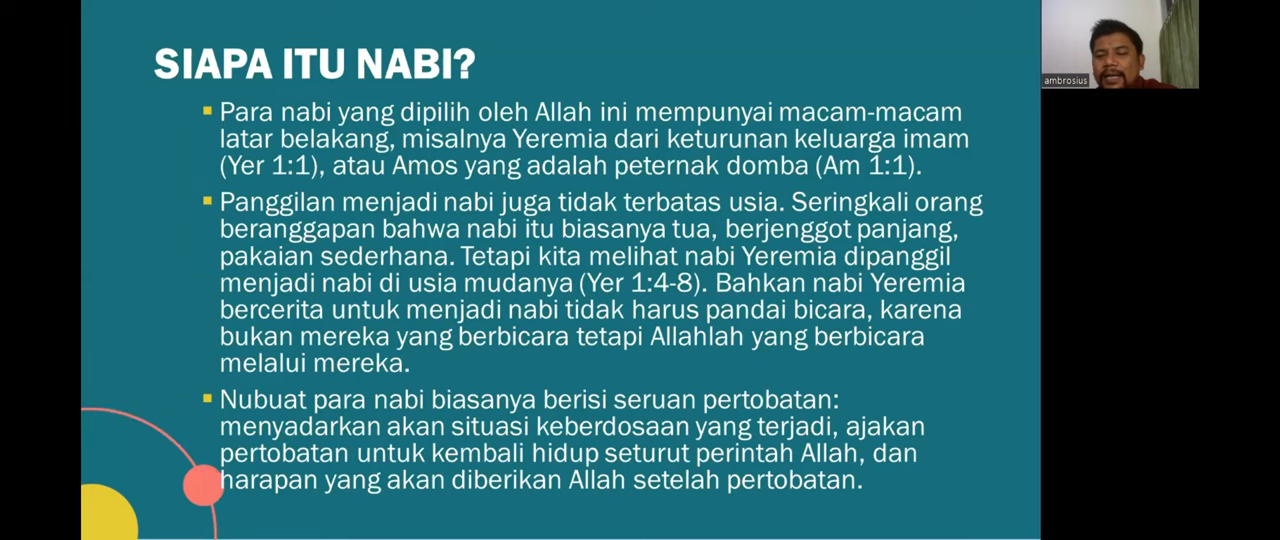 SIAPA ITU NABI?
Para nabi yang dipilih oleh Allah ini mempunyai macam-macam
latar belakang, misalnya Yeremia dari keturunan keluarga imam
(Yer 1:1), atau Amos yang adalah peternak domba (Am 1:1).
Panggilan menjadi nabi juga tidak terbatas usia. Seringkali orang
beranggapan bahwa nabi itu biasanya tua, berjenggot panjang,
pakaian sederhana. Tetapi kita melihat nabi Yeremia dipanggil
menjadi nabi di usia mudanya (Yer 1:4-8). Bahkan nabi Yeremia
bercerita untuk menjadi nabi tidak harus pandai bicara, karena
bukan mereka yang berbicara tetapi Allahlah yang berbicara
melalui mereka.
Nubuat para nabi biasanya berisi seruan pertobatan:
menyadarkan akan situasi keberdosaan yang terjadi, ajakan
pertobatan untuk kembali hidup seturut perintah Allah, dan
harapan yang akan diberikan Allah setelah pertobatan.
ambrosius